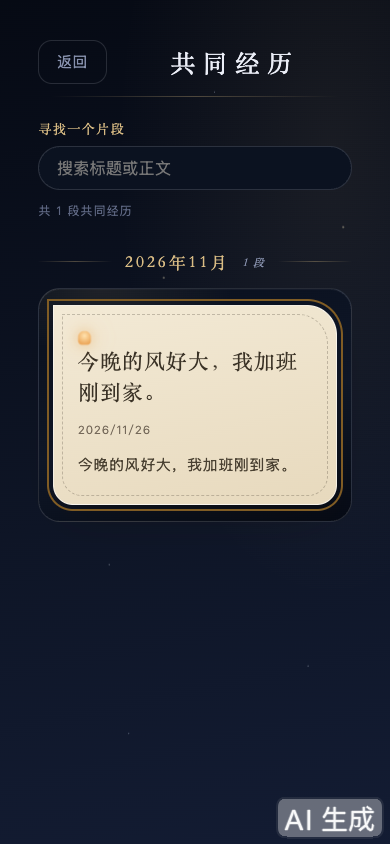 返回
共同经历
寻找一个片段
搜索标题或正文
共 1 段共同经历
2026年11月 1 段
今晚的风好大，我加班
刚到家。
2026/11/26
今晚的风好大，我加班刚到家。
AI 生成